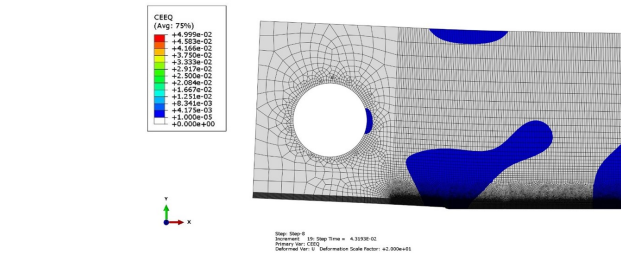 CEEQ
(Avg: 75%)
+4.999e-02
+4.583e-02
+4.166e-02
+3.750e-02
+3.333e-02
+2.917e-02
+2.500e-02
+2.084e-02
+1.667e-02
+1.251e-02
+8.341e-03
+4.175e-03
+1.000e-05
+0.000e+00
Y
X
Step: Step-8
Increment 19: Step Time = 4.3193E-02
Primary Var: CEEQ
Deformed Var: U Deformation Scale Factor: +2.000e+01